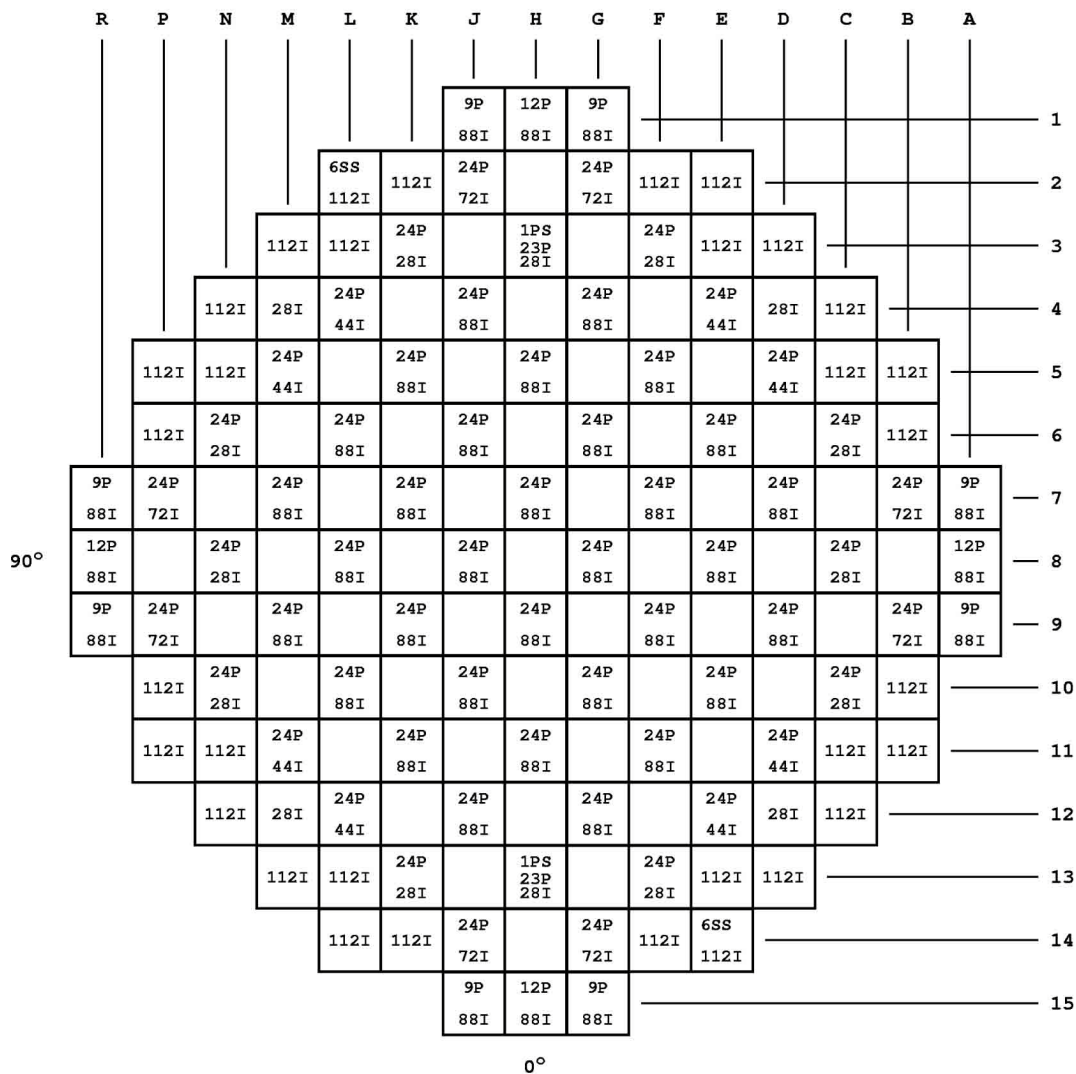 R P N M L K J H G F E D C B A
9P 12P 9P
88I 88I 88I 1
6SS 24P 24P
112I 112I 72I 72I 112I 112I 2
24P 1PS 24P
112I 112I 23P 112I 112I 3
28I 28I 28I
24P 24P 24P 24P
112I 28I 28I 112I 4
44I 88I 88I 44I
24P 24P 24P 24P 24P
112I 112I 112I 112I 5
44I 88I 88I 88I 44I
24P 24P 24P 24P 24P 24P
112I 112I 6
28I 88I 88I 88I 88I 28I
9P 24P 24P 24P 24P 24P 24P 24P 9P
7
88I 72I 88I 88I 88I 88I 88I 72I 88I
12P 24P 24P 24P 24P 24P 24P 12P
90° 8
88I 28I 88I 88I 88I 88I 28I 88I
9P 24P 24P 24P 24P 24P 24P 24P 9P
9
88I 72I 88I 88I 88I 88I 88I 72I 88I
24P 24P 24P 24P 24P 24P
112I 112I 10
28I 88I 88I 88I 88I 28I
24P 24P 24P 24P 24P
112I 112I 112I 112I 11
44I 88I 88I 88I 44I
24P 24P 24P 24P
112I 28I 28I 112I 12
44I 88I 88I 44I
24P 1PS 24P
112I 112I 23P 112I 112I 13
28I 28I 28I
24P 24P 6SS
112I 112I 112I 14
72I 72I 112I
9P 12P 9P
15
88I 88I 88I
0°